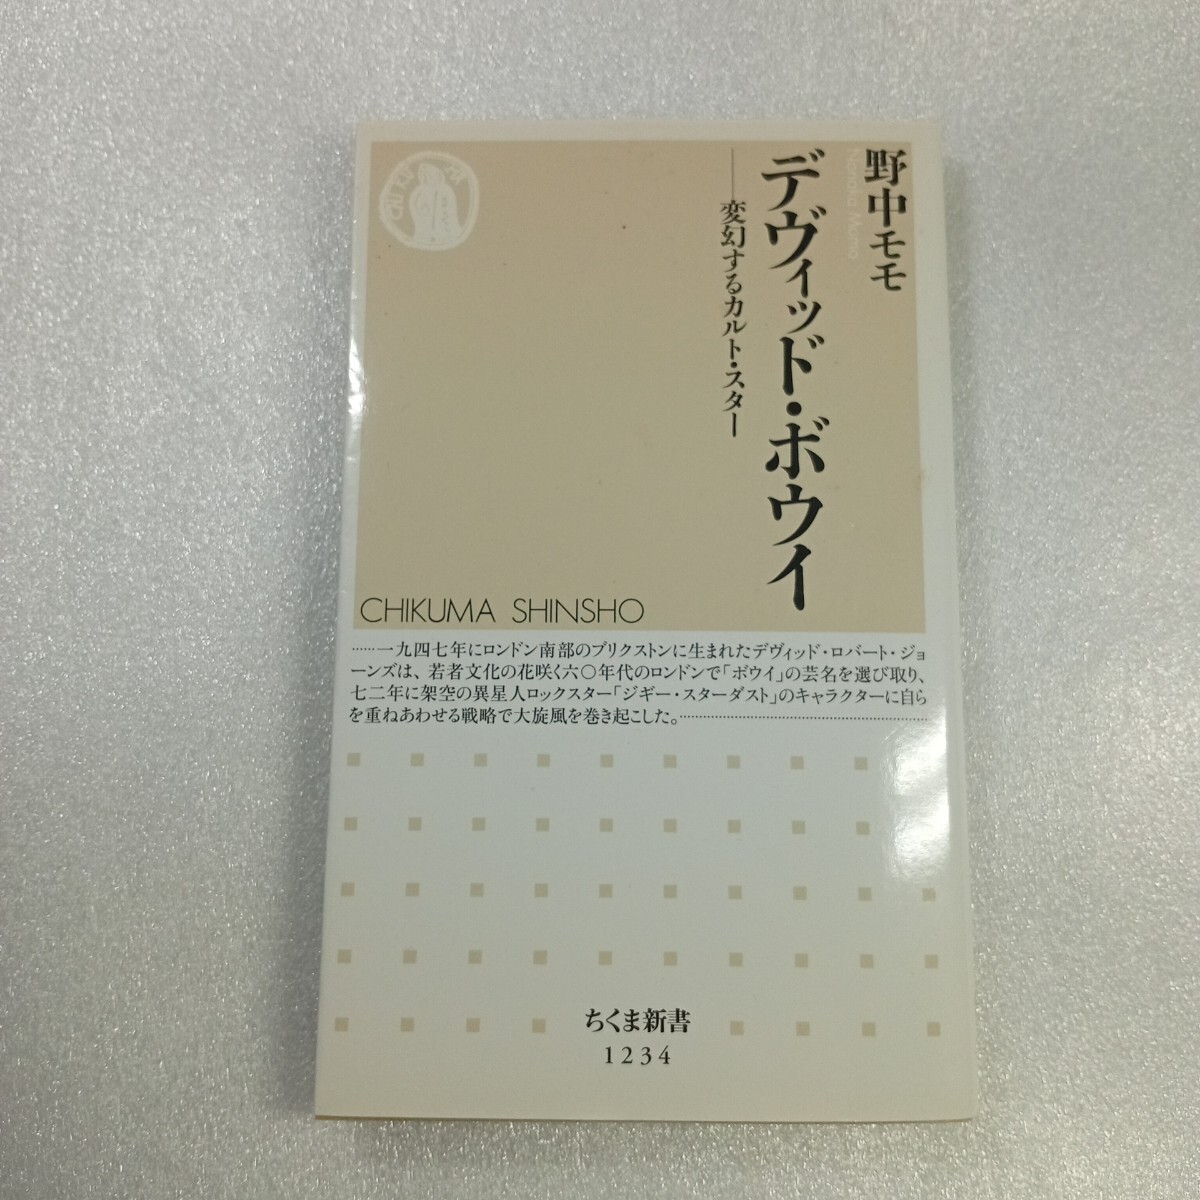 野中モモ
Nonaka Momo
デヴィッド・ボウイ
──変幻するカルト・スター
CHIKUMA SHINSHO
……一九四七年にロンドン南部のブリクストンに生まれたデヴィッド・ロバート・ジョ
ーンズは、若者文化の花咲く六〇年代のロンドンで「ボウイ」の芸名を選び取り、
七二年に架空の異星人ロックスター「ジギー・スターダスト」のキャラクターに自ら
を重ねあわせる戦略で大旋風を巻き起こした。……………………………………
ちくま新書
1234